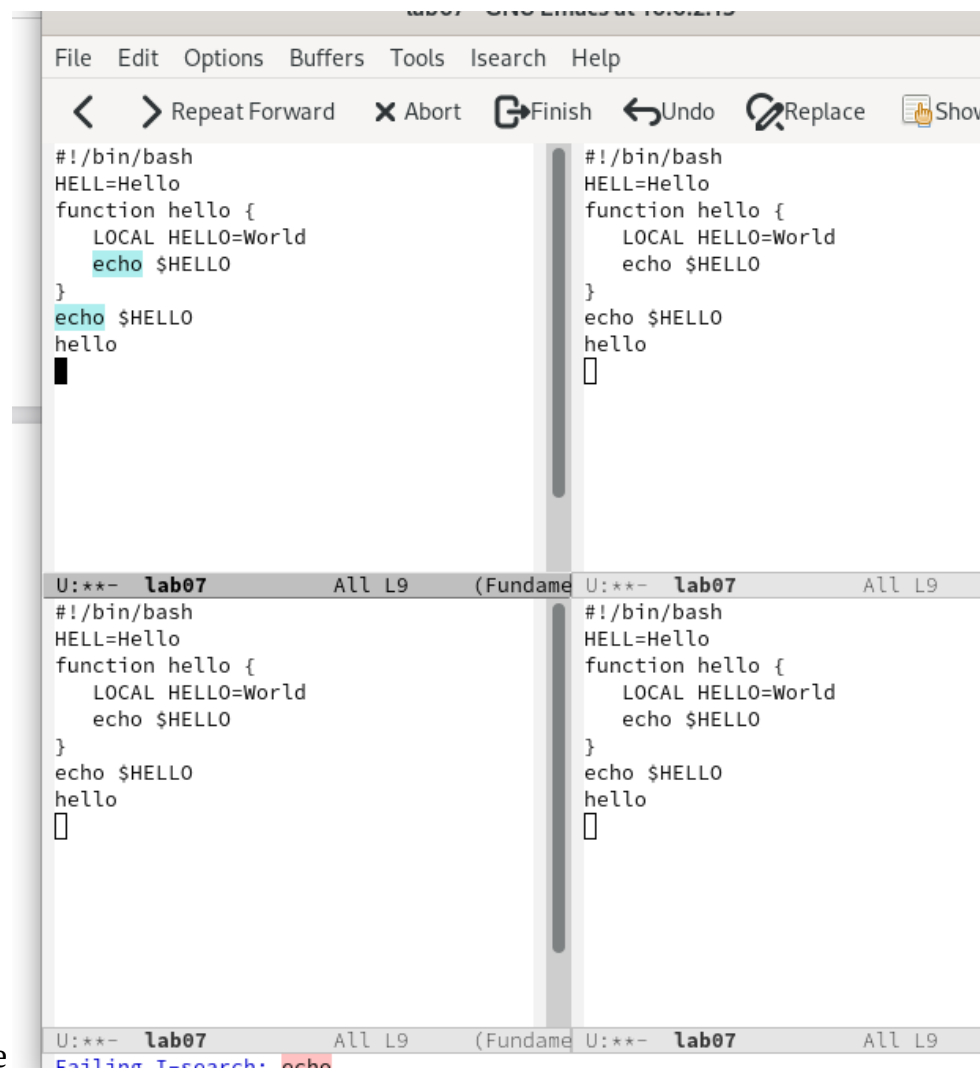 File Edit Options Buffers Tools Isearch Help
Repeat Forward Abort Finish Undo Replace
#!/bin/bash
HELL=Hello
function hello {
   LOCAL HELLO=World
   echo $HELLO
}
echo $HELLO
hello
#!/bin/bash
HELL=Hello
function hello {
   LOCAL HELLO=World
   echo $HELLO
}
echo $HELLO
hello
U:**-  lab07          All L9
U:**-  lab07          All L9
#!/bin/bash
HELL=Hello
function hello {
   LOCAL HELLO=World
   echo $HELLO
}
echo $HELLO
hello
#!/bin/bash
HELL=Hello
function hello {
   LOCAL HELLO=World
   echo $HELLO
}
echo $HELLO
hello
U:**-  lab07          All L9
U:**-  lab07          All L9
Failing I-search: echo